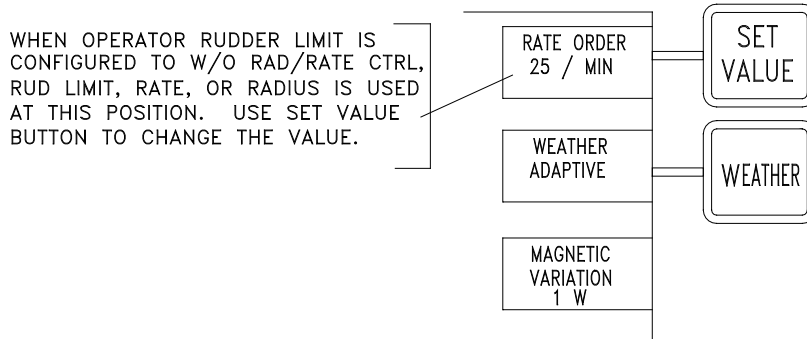 WHEN OPERATOR RUDDER LIMIT IS
CONFIGURED TO W/O RAD/RATE CTRL,
RUD LIMIT, RATE, OR RADIUS IS USED
AT THIS POSITION. USE SET VALUE
BUTTON TO CHANGE THE VALUE.
RATE ORDER
25 / MIN
SET
VALUE
WEATHER
ADAPTIVE
WEATHER
MAGNETIC
VARIATION
1 W